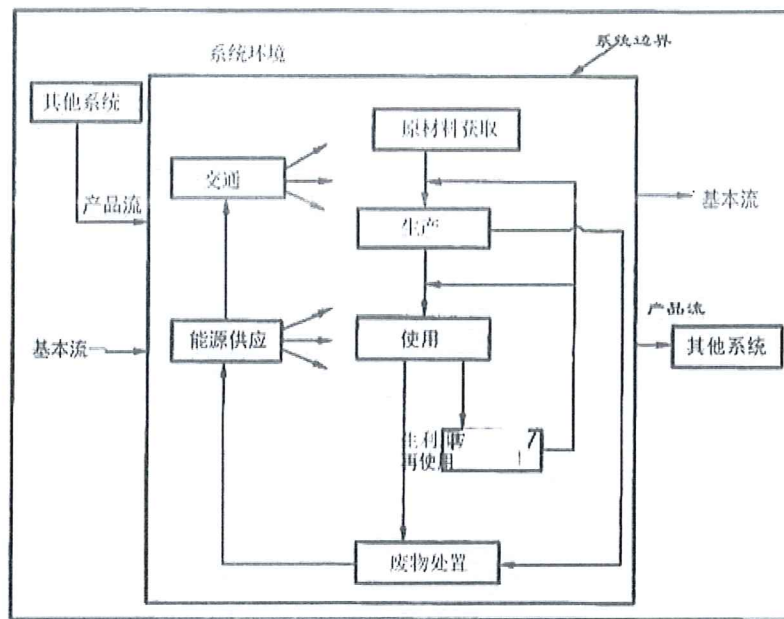 系统环境
系统边界
其他系统
原材料获取
交通
产品流
基本流
生产
产品流
基本流
能源供应
使用
其他系统
再使用
废物处置